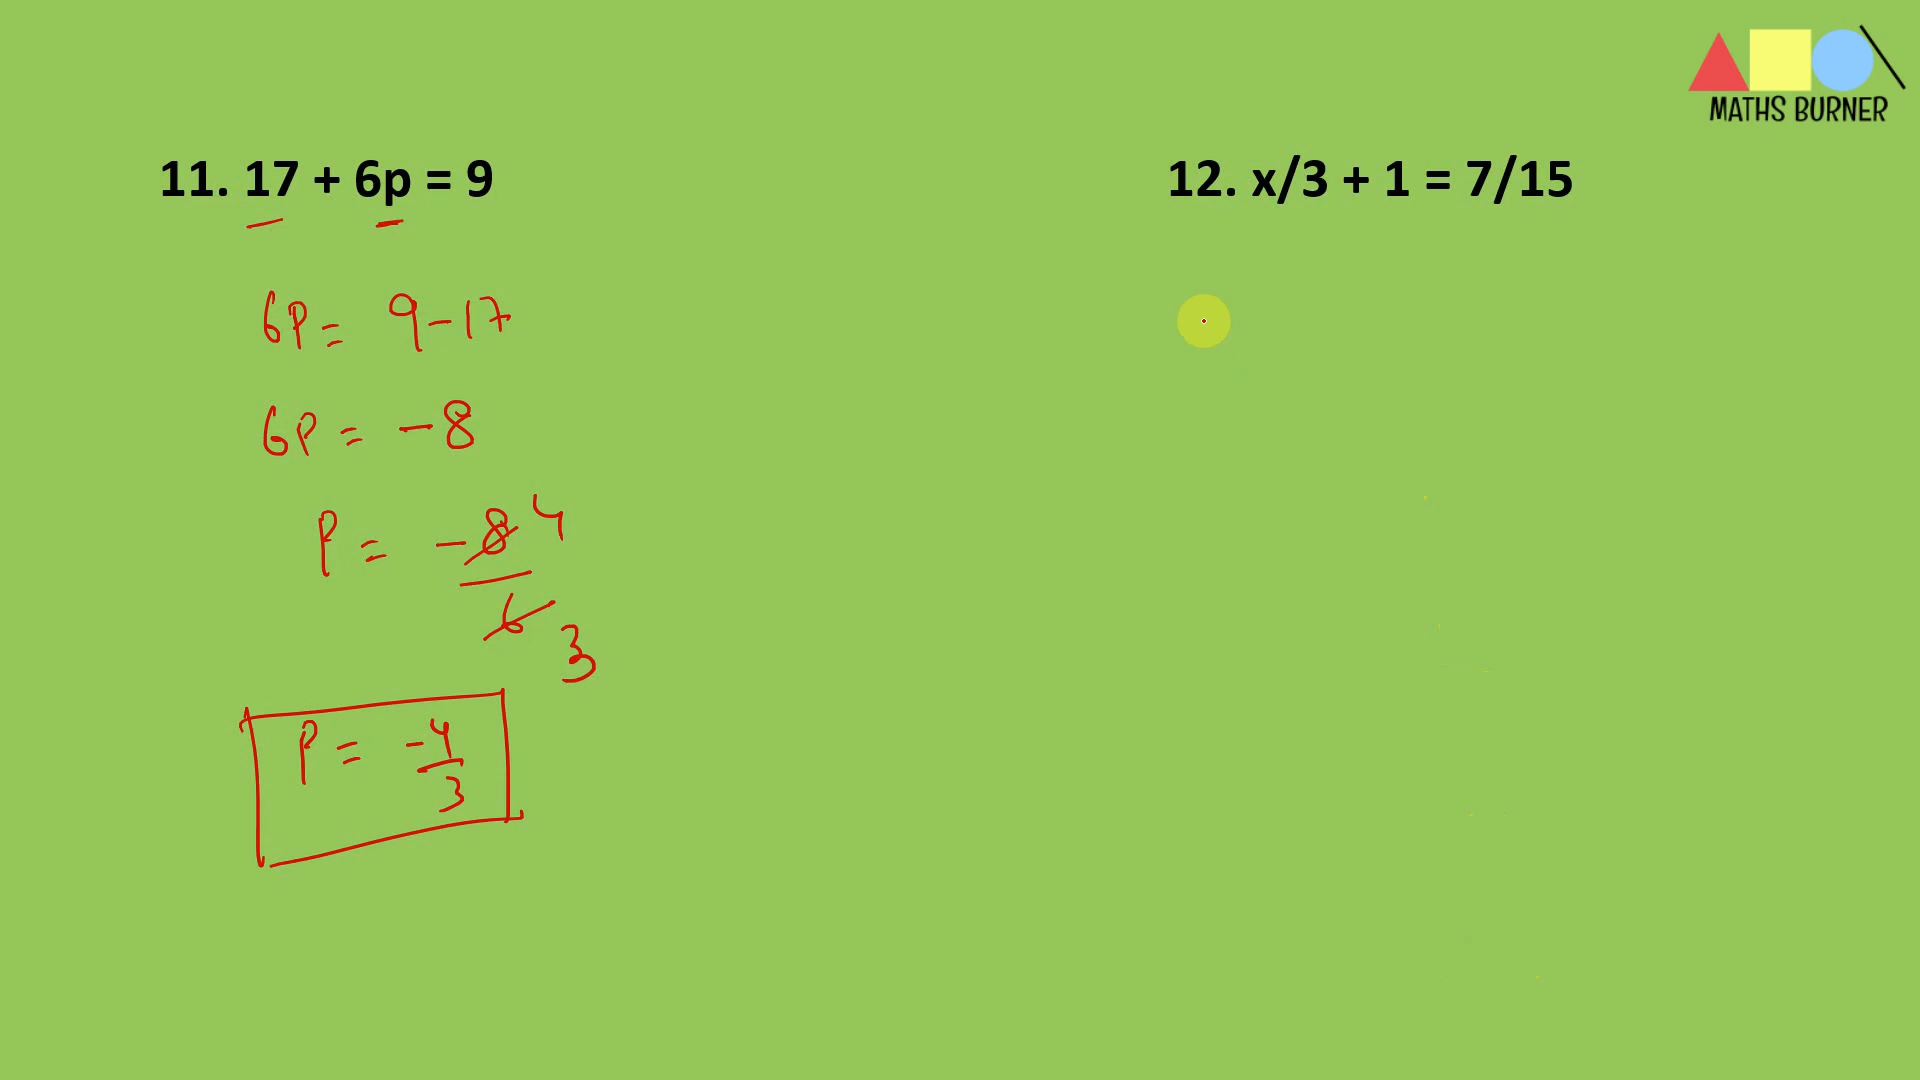 MATHS BURNER
11. 17 + 6p = 9
6P = 9-17
6P = -8
P = -8/6 4 3
P = -4/3
12. x/3 + 1 = 7/15